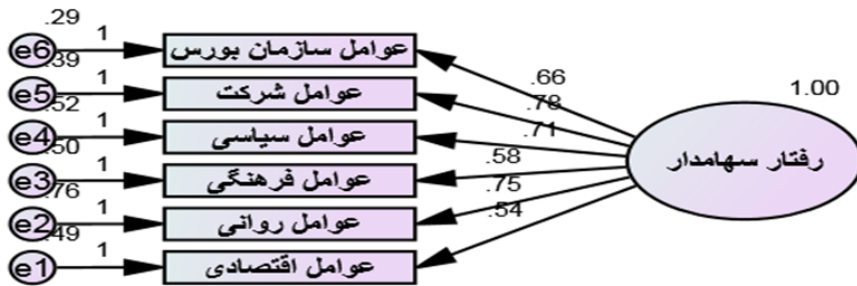 .29
e6 1 عوامل سازمان بورس .66
.39
e5 1 عوامل شرکت .78
.52
e4 1 عوامل سیاسی .71
.50
e3 1 عوامل فرهنگی .58
.76
e2 1 عوامل روانی .75
.49
e1 1 عوامل اقتصادی .54
1.00
رفتار سهامدار